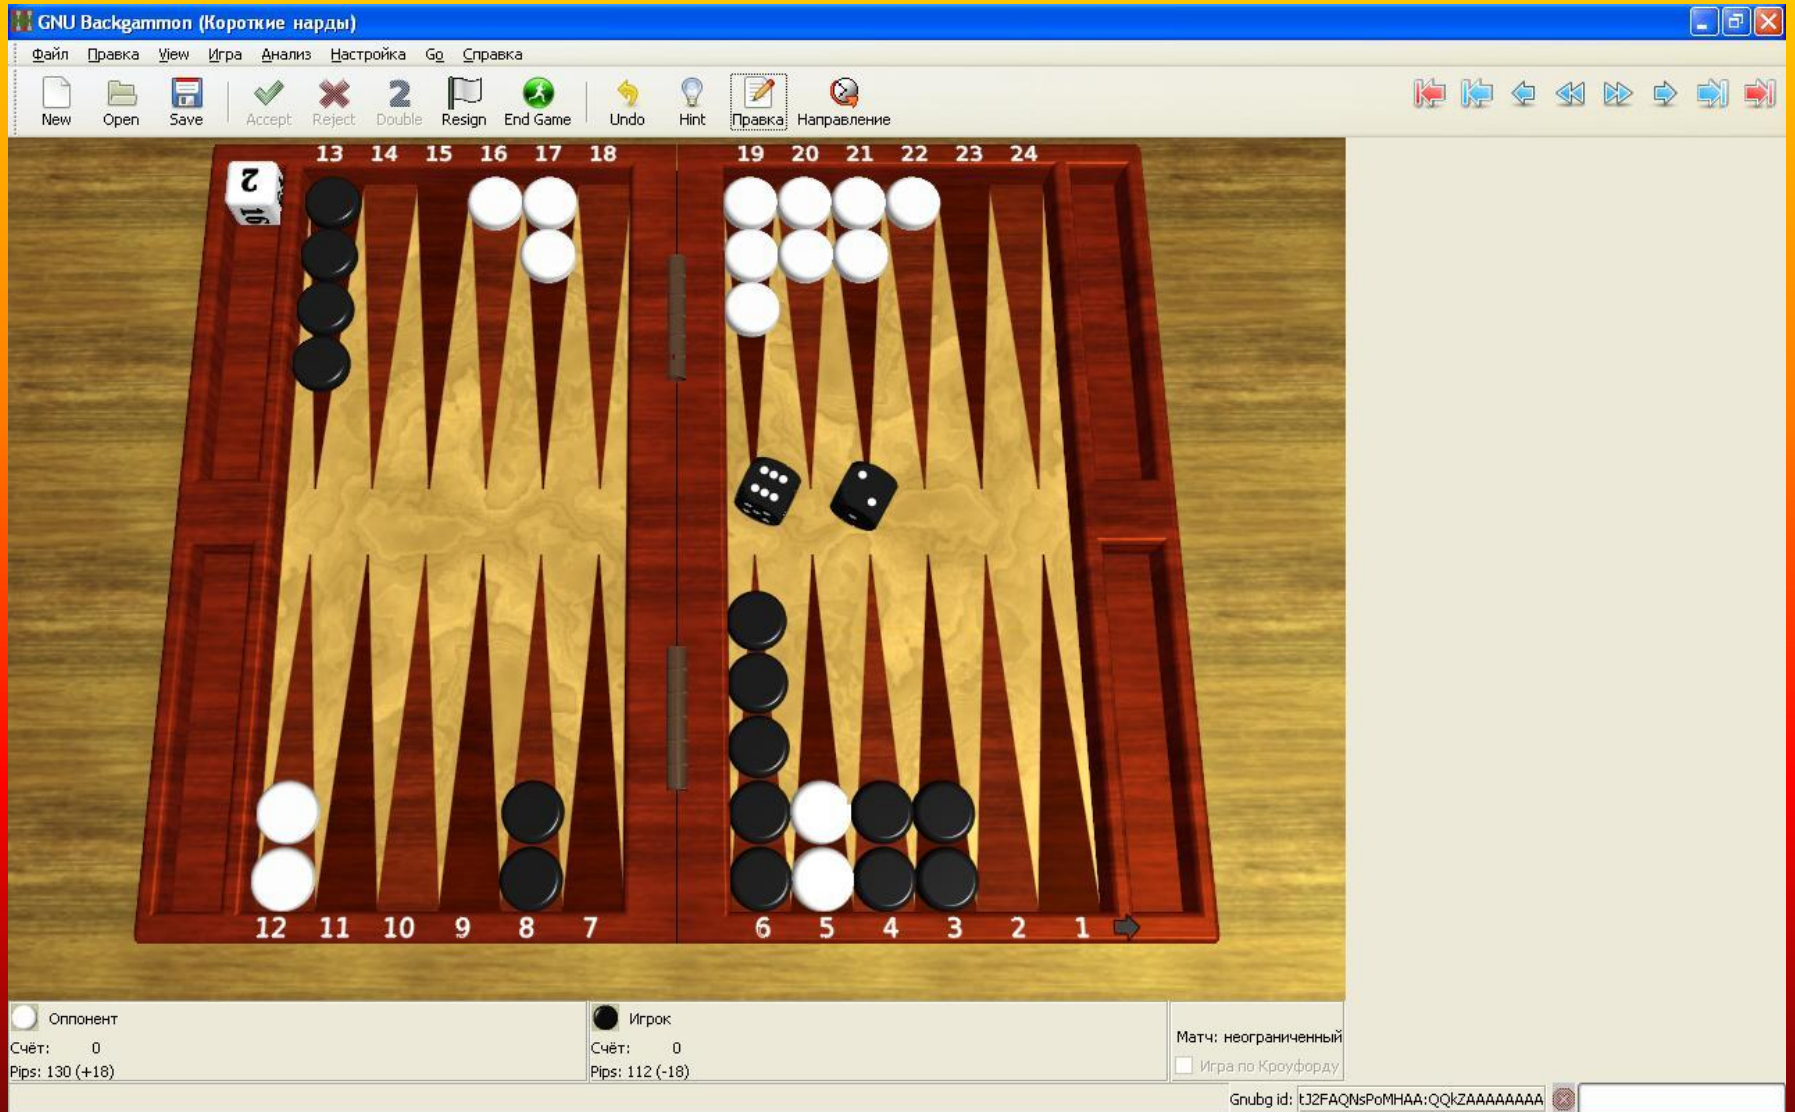 GNU Backgammon (Короткие нарды)
Файл Правка View Игра Анализ Настройка Go Справка
New Open Save Accept Reject 2 Double Resign End Game Undo Hint Правка Направление
13 14 15 16 17 18 19 20 21 22 23 24
2
16
12 11 10 9 8 7 6 5 4 3 2 1
Оппонент
Счёт: 0
Pips: 130 (+18)
Игрок
Счёт: 0
Pips: 112 (-18)
Матч: неограниченный
Игра по Кроуфорду
Gnubg id: tJ2FAQNsPoMHAA:QQkZAAAAAAAA